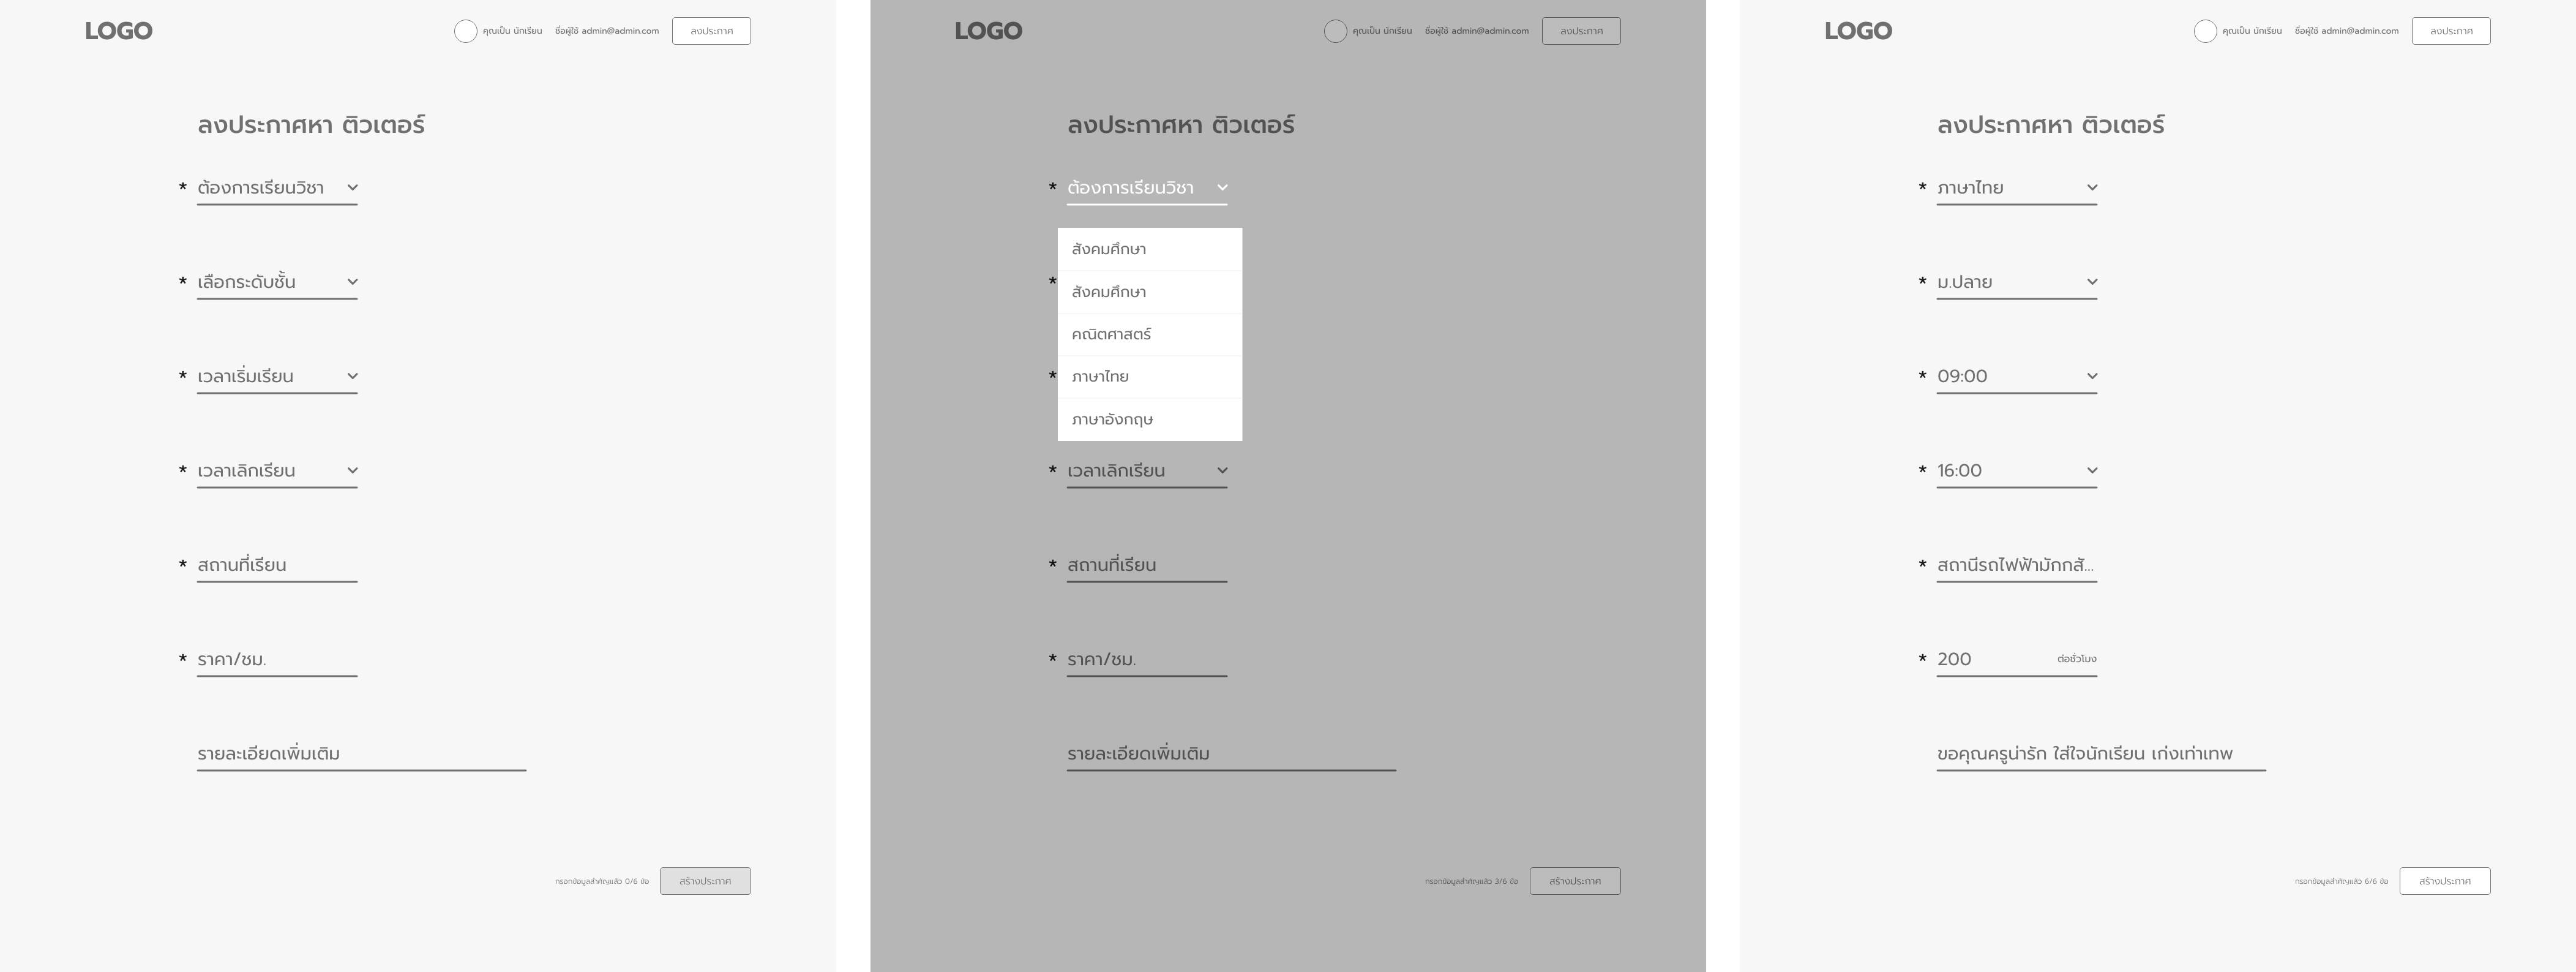 LOGO
คุณเป็น นักเรียน ชื่อผู้ใช้ admin@admin.com ลงประกาศ
ลงประกาศหา ติวเตอร์
* ต้องการเรียนวิชา
* เลือกระดับชั้น
* เวลาเริ่มเรียน
* เวลาเลิกเรียน
* สถานที่เรียน
* ราคา/ชม.
รายละเอียดเพิ่มเติม
กรอกข้อมูลสำคัญแล้ว 0/6 ข้อ สร้างประกาศ
LOGO
คุณเป็น นักเรียน ชื่อผู้ใช้ admin@admin.com ลงประกาศ
ลงประกาศหา ติวเตอร์
* ต้องการเรียนวิชา
สังคมศึกษา
*
สังคมศึกษา
คณิตศาสตร์
* ภาษาไทย
ภาษาอังกฤษ
* เวลาเลิกเรียน
* สถานที่เรียน
* ราคา/ชม.
รายละเอียดเพิ่มเติม
กรอกข้อมูลสำคัญแล้ว 3/6 ข้อ สร้างประกาศ
LOGO
คุณเป็น นักเรียน ชื่อผู้ใช้ admin@admin.com ลงประกาศ
ลงประกาศหา ติวเตอร์
* ภาษาไทย
* ม.ปลาย
* 09:00
* 16:00
* สถานีรถไฟฟ้ามักกสั...
* 200 ต่อชั่วโมง
ขอคุณครูน่ารัก ใส่ใจนักเรียน เก่งเท่าเทพ
กรอกข้อมูลสำคัญแล้ว 6/6 ข้อ สร้างประกาศ